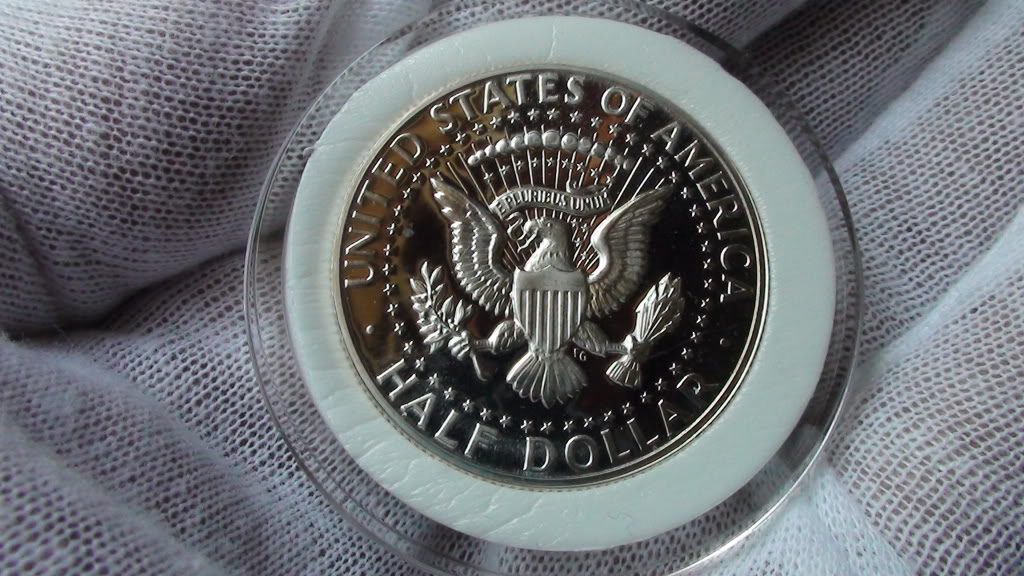 UNITED STATES OF AMERICA
E PLURIBUS UNUM
HALF DOLLAR